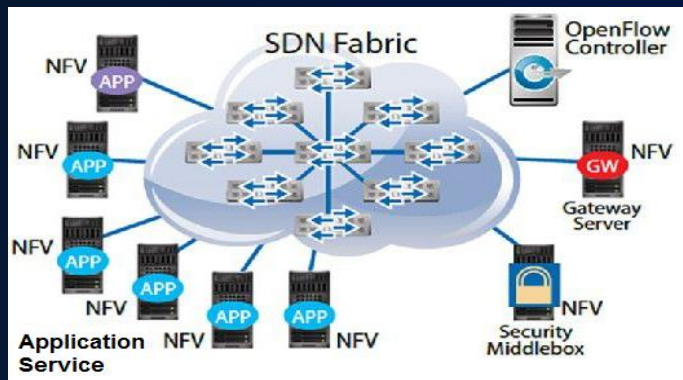 SDN Fabric
OpenFlow
Controller
NFV
APP
NFV
APP
NFV
APP
NFV
APP
NFV
APP
NFV
APP
GW
NFV
Gateway
Server
NFV
Security
Middlebox
Application
Service